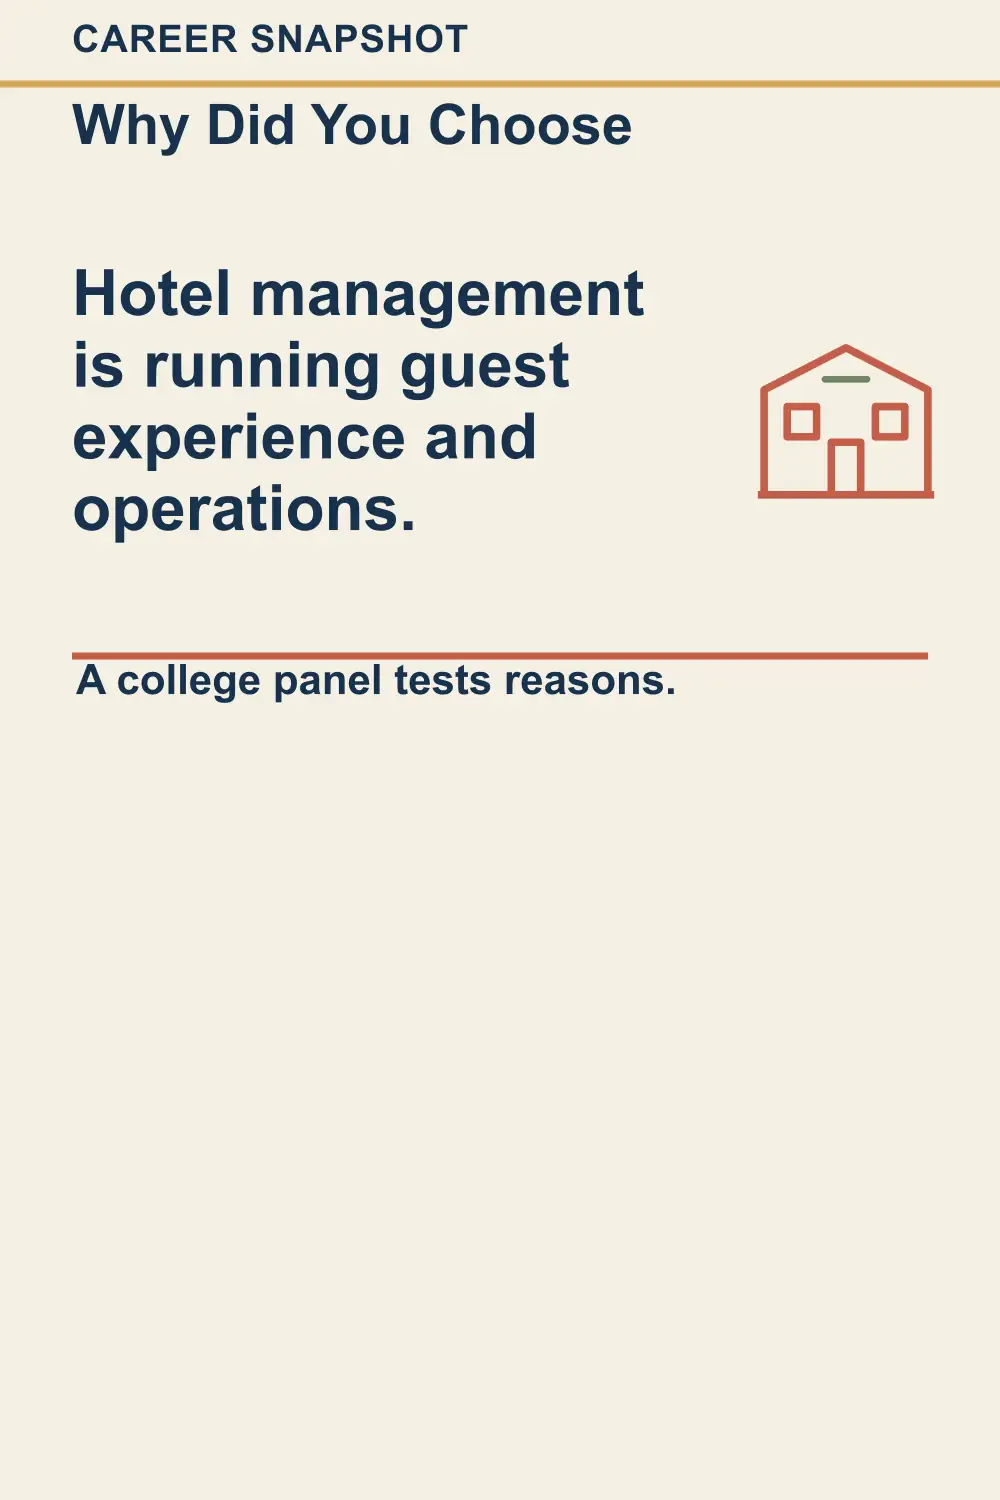 CAREER SNAPSHOT
Why Did You Choose
Hotel management
is running guest
experience and
operations.
A college panel tests reasons.